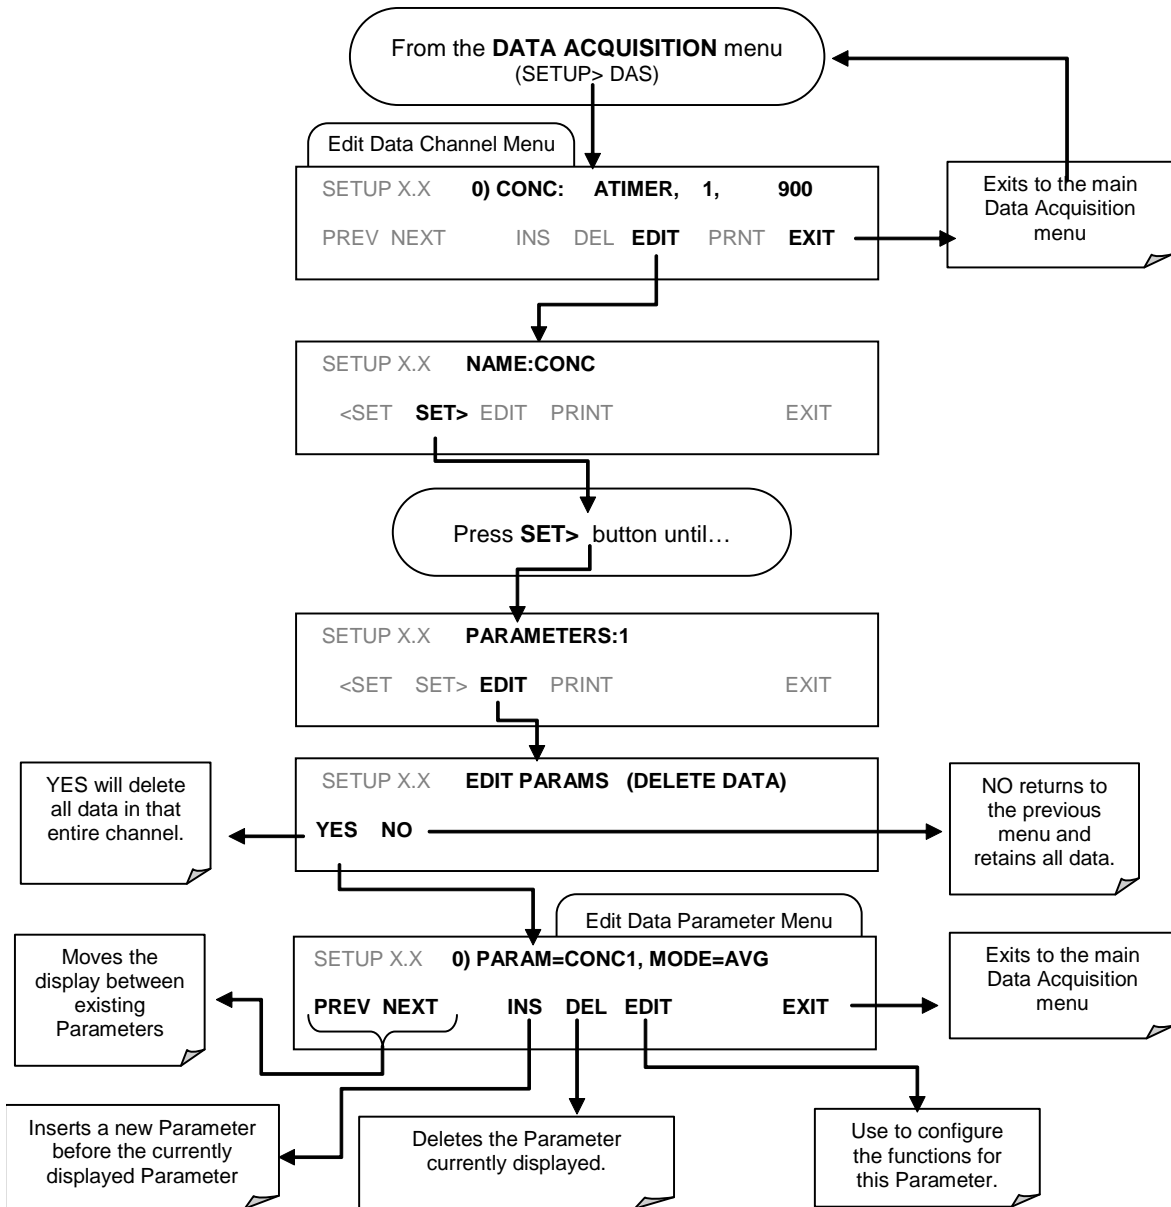 From the DATA ACQUISITION menu
(SETUP> DAS)
Edit Data Channel Menu
SETUP X.X 0) CONC: ATIMER, 1, 900
PREV NEXT INS DEL EDIT PRNT EXIT
Exits to the main
Data Acquisition
menu
SETUP X.X NAME:CONC
<SET SET> EDIT PRINT EXIT
Press SET> button until…
SETUP X.X PARAMETERS:1
<SET SET> EDIT PRINT EXIT
YES will delete
all data in that
entire channel.
SETUP X.X EDIT PARAMS (DELETE DATA)
YES NO
NO returns to
the previous
menu and
retains all data.
Edit Data Parameter Menu
Moves the
display between
existing
Parameters
SETUP X.X 0) PARAM=CONC1, MODE=AVG
PREV NEXT INS DEL EDIT EXIT
Exits to the main
Data Acquisition
menu
Inserts a new Parameter
before the currently
displayed Parameter
Deletes the Parameter
currently displayed.
Use to configure
the functions for
this Parameter.